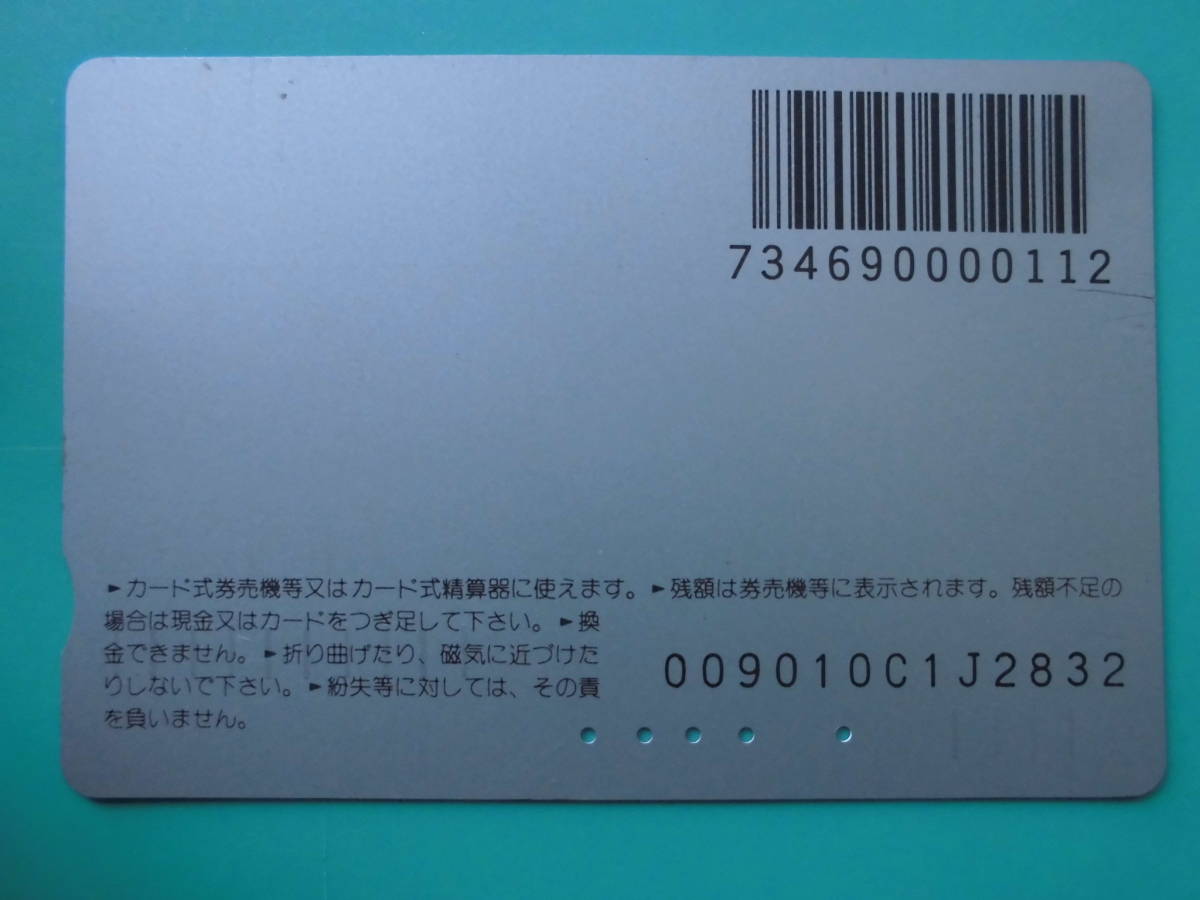 734690000112
►カード式券売機等又はカード式精算器に使えます。►残額は券売機等に表示されます。残額不足の
場合は現金又はカードをつぎ足して下さい。►換
金できません。►折り曲げたり、磁気に近づけた
りしないで下さい。►紛失等に対しては、その責
を負いません。
009010C1J2832